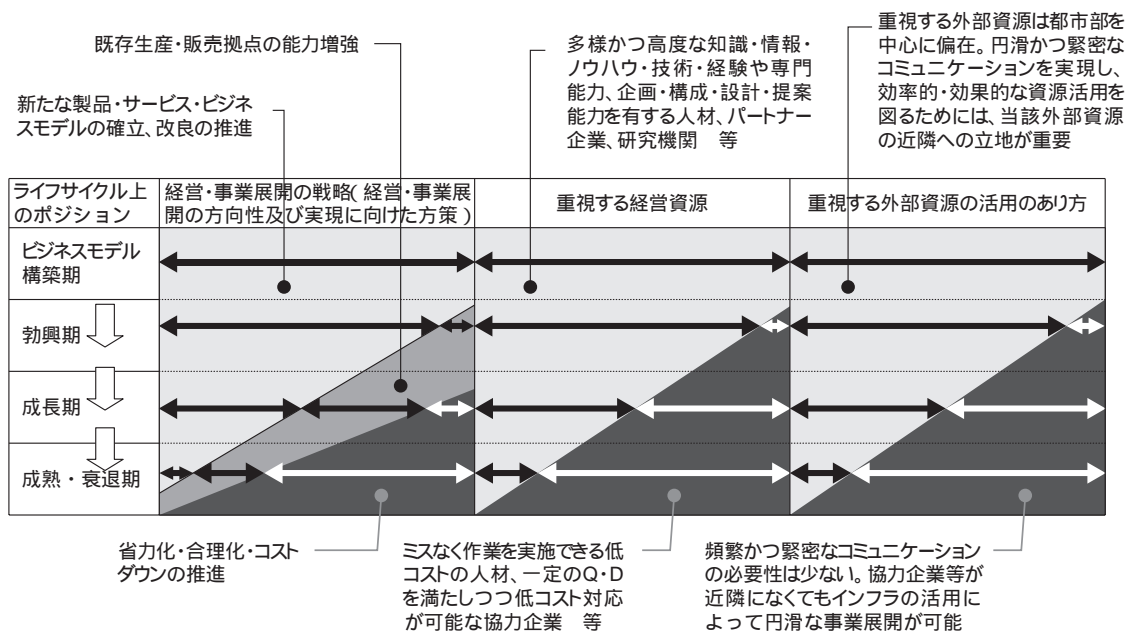 既存生産・販売拠点の能力増強
新たな製品・サービス・ビジネ
スモデルの確立、改良の推進
多様かつ高度な知識・情報・
ノウハウ・技術・経験や専門
能力、企画・構成・設計・提案
能力を有する人材、パートナー
企業、研究機関　等
重視する外部資源は都市部を
中心に偏在。円滑かつ緊密な
コミュニケーションを実現し、
効率的・効果的な資源活用を
図るためには、当該外部資源
の近隣への立地が重要
ライフサイクル上
のポジション
経営・事業展開の戦略(経営・事業展
開の方向性及び実現に向けた方策)
重視する経営資源
重視する外部資源の活用のあり方
ビジネスモデル
構築期
勃興期
成長期
成熟・衰退期
省力化・合理化・コスト
ダウンの推進
ミスなく作業を実施できる低
コストの人材、一定のQ・D
を満たしつつ低コスト対応
が可能な協力企業　等
頻繁かつ緊密なコミュニケーション
の必要性は少ない。協力企業等が
近隣になくてもインフラの活用によ
って円滑な事業展開が可能